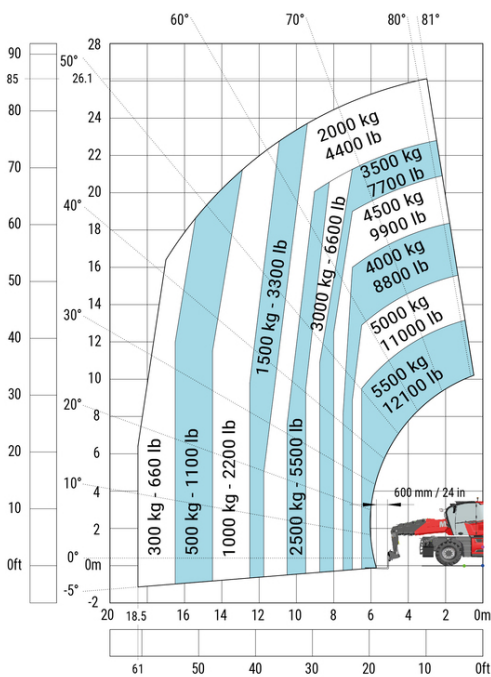 60°
70°
80°
81°
90
28
50°
85
26.1
2000 kg
4400 lb
80
24
3500 kg
7700 lb
22
70
20
4500 kg
9900 lb
40°
3000 kg - 6600 lb
60
18
4000 kg
8800 lb
16
50
1500 kg - 3300 lb
14
5000 kg
11000 lb
30°
40
12
5500 kg
12100 lb
10
30
20°
8
300 kg - 660 lb
500 kg - 1100 lb
1000 kg - 2200 lb
2500 kg - 5500 lb
20
6
10°
4
600 mm / 24 in
10
2
0°
0ft
0m
-5°
-2
20
18.5
16
14
12
10
8
6
4
2
0m
61
50
40
30
20
10
0ft